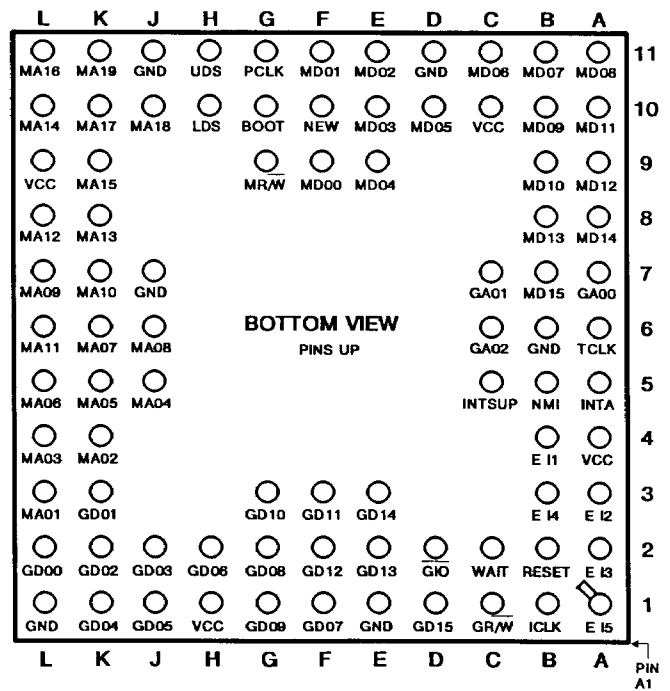 L K J H G F E D C B A
11
MA16 MA19 GND UDS PCLK MD01 MD02 GND MD06 MD07 MD08
10
MA14 MA17 MA18 LDS BOOT NEW MD03 MD05 VCC MD09 MD11
9
VCC MA15 MR/W̅ MD00 MD04 MD10 MD12
8
MA12 MA13 MD13 MD14
7
MA09 MA10 GND GA01 MD15 GA00
BOTTOM VIEW 6
MA11 MA07 MA08 PINS UP GA02 GND TCLK
5
MA06 MA05 MA04 INTSUP NMI INTA
4
MA03 MA02 E I1 VCC
3
MA01 GD01 GD10 GD11 GD14 E I4 E I2
2
GD00 GD02 GD03 GD06 GD08 GD12 GD13 G̅I̅O̅ WAIT RESET E I3
1
GND GD04 GD05 VCC GD09 GD07 GND GD15 GR/W̅ ICLK E I5
L K J H G F E D C B A
PIN
A1